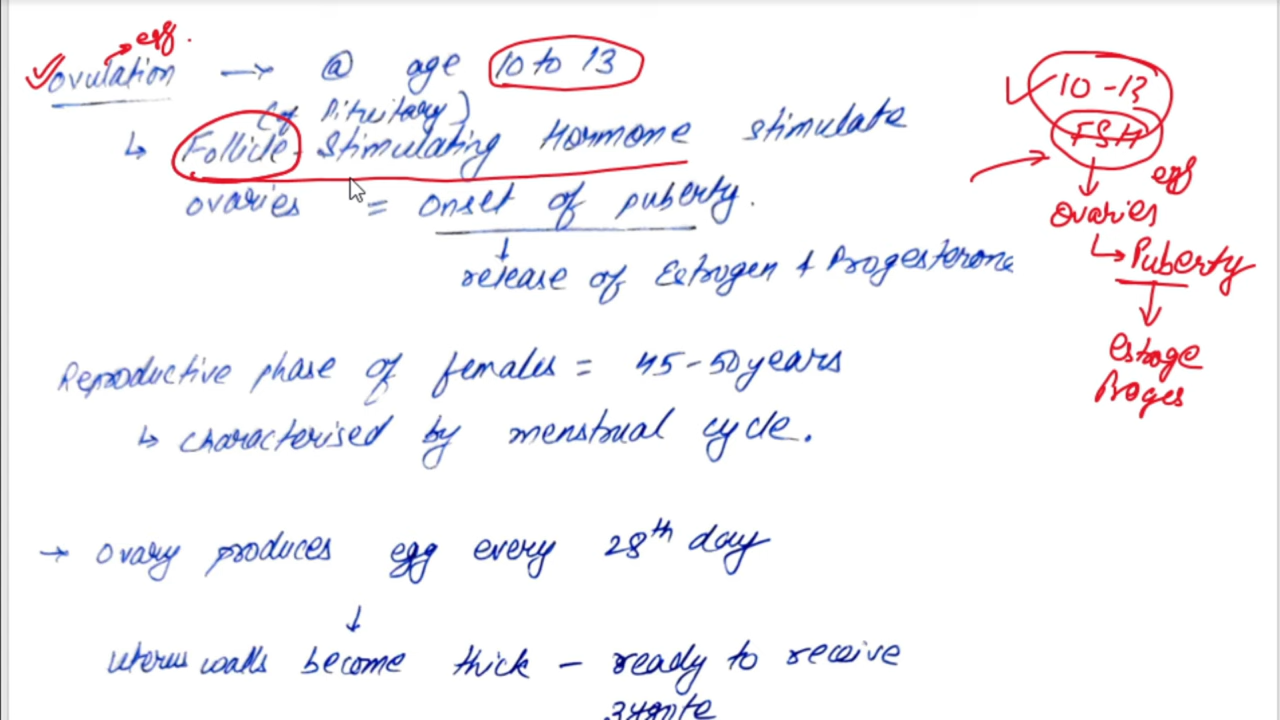 egg.
ovulation → @ age 10 to 13
(of Pituitary)
↳ Follicle Stimulating Hormone stimulate
ovaries = onset of puberty.
↓
release of Estrogen & Progesterone
Reproductive phase of females = 45-50 years
↳ characterised by menstrual cycle.
→ ovary produces egg every 28th day
↓
uterus walls become thick - ready to receive
zygote
10-13
FSH
↓ egg
Ovaries
↳ Puberty
↓
estroge
Proges